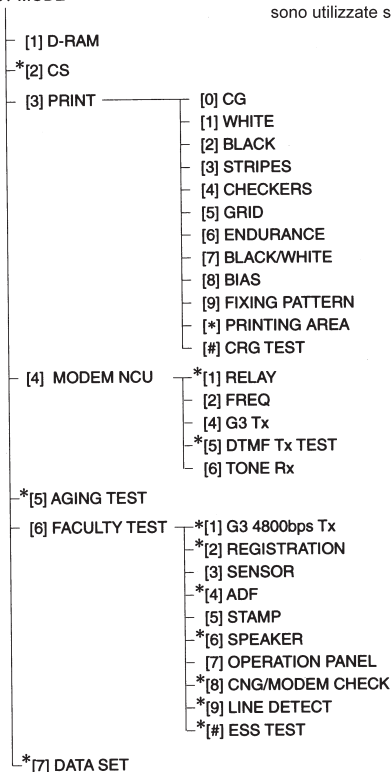 sono utilizzate s
[1] D-RAM
*[2] CS
[3] PRINT
[0] CG
[1] WHITE
[2] BLACK
[3] STRIPES
[4] CHECKERS
[5] GRID
[6] ENDURANCE
[7] BLACK/WHITE
[8] BIAS
[9] FIXING PATTERN
[*] PRINTING AREA
[#] CRG TEST
[4] MODEM NCU
*[1] RELAY
[2] FREQ
[4] G3 Tx
*[5] DTMF Tx TEST
[6] TONE Rx
*[5] AGING TEST
[6] FACULTY TEST
*[1] G3 4800bps Tx
*[2] REGISTRATION
[3] SENSOR
*[4] ADF
[5] STAMP
*[6] SPEAKER
[7] OPERATION PANEL
*[8] CNG/MODEM CHECK
*[9] LINE DETECT
*[#] ESS TEST
*[7] DATA SET